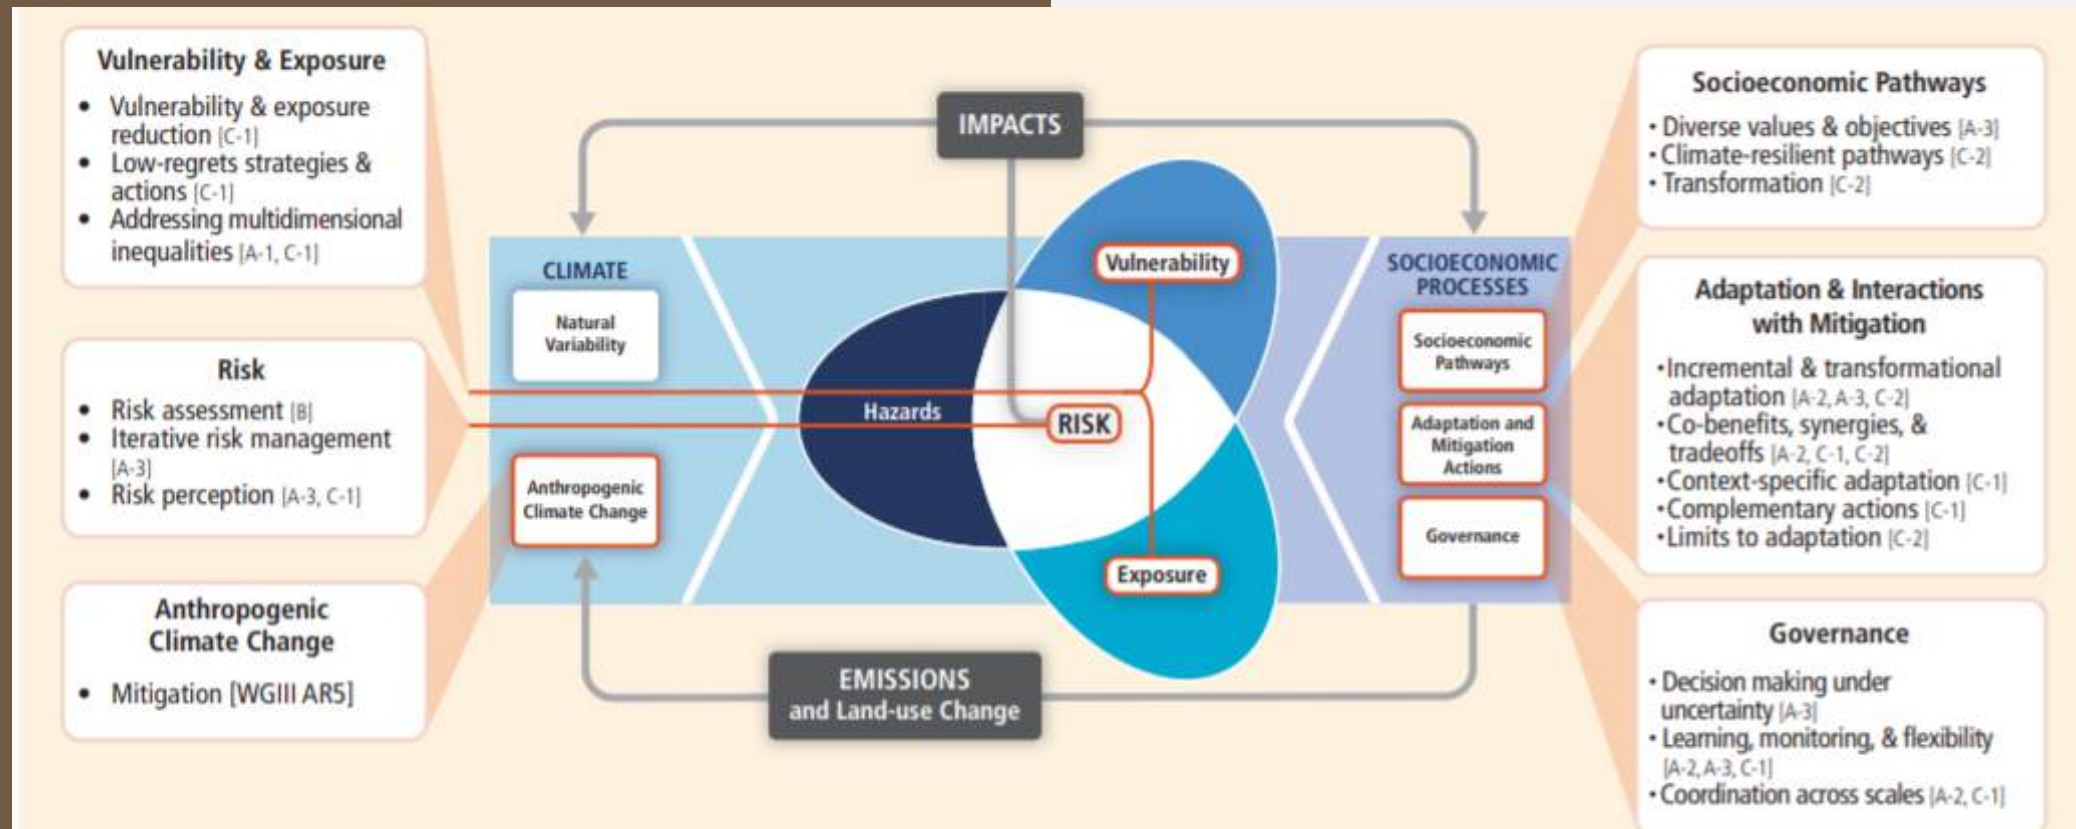 Vulnerability & Exposure
• Vulnerability & exposure
reduction [C-1]
• Low-regrets strategies &
actions [C-1]
• Addressing multidimensional
inequalities [A-1, C-1]
Risk
• Risk assessment [B]
• Iterative risk management
[A-3]
• Risk perception [A-3, C-1]
Anthropogenic
Climate Change
• Mitigation [WGIII AR5]
IMPACTS
CLIMATE
Natural
Variability
Anthropogenic
Climate Change
Hazards
Vulnerability
RISK
Exposure
EMISSIONS
and Land-use Change
SOCIOECONOMIC
PROCESSES
Socioeconomic
Pathways
Adaptation and
Mitigation
Actions
Governance
Socioeconomic Pathways
• Diverse values & objectives [A-3]
• Climate-resilient pathways [C-2]
• Transformation [C-2]
Adaptation & Interactions
with Mitigation
• Incremental & transformational
adaptation [A-2, A-3, C-2]
• Co-benefits, synergies, &
tradeoffs [A-2, C-1, C-2]
• Context-specific adaptation [C-1]
• Complementary actions [C-1]
• Limits to adaptation [C-2]
Governance
• Decision making under
uncertainty [A-3]
• Learning, monitoring, & flexibility
[A-2, A-3, C-1]
• Coordination across scales [A-2, C-1]